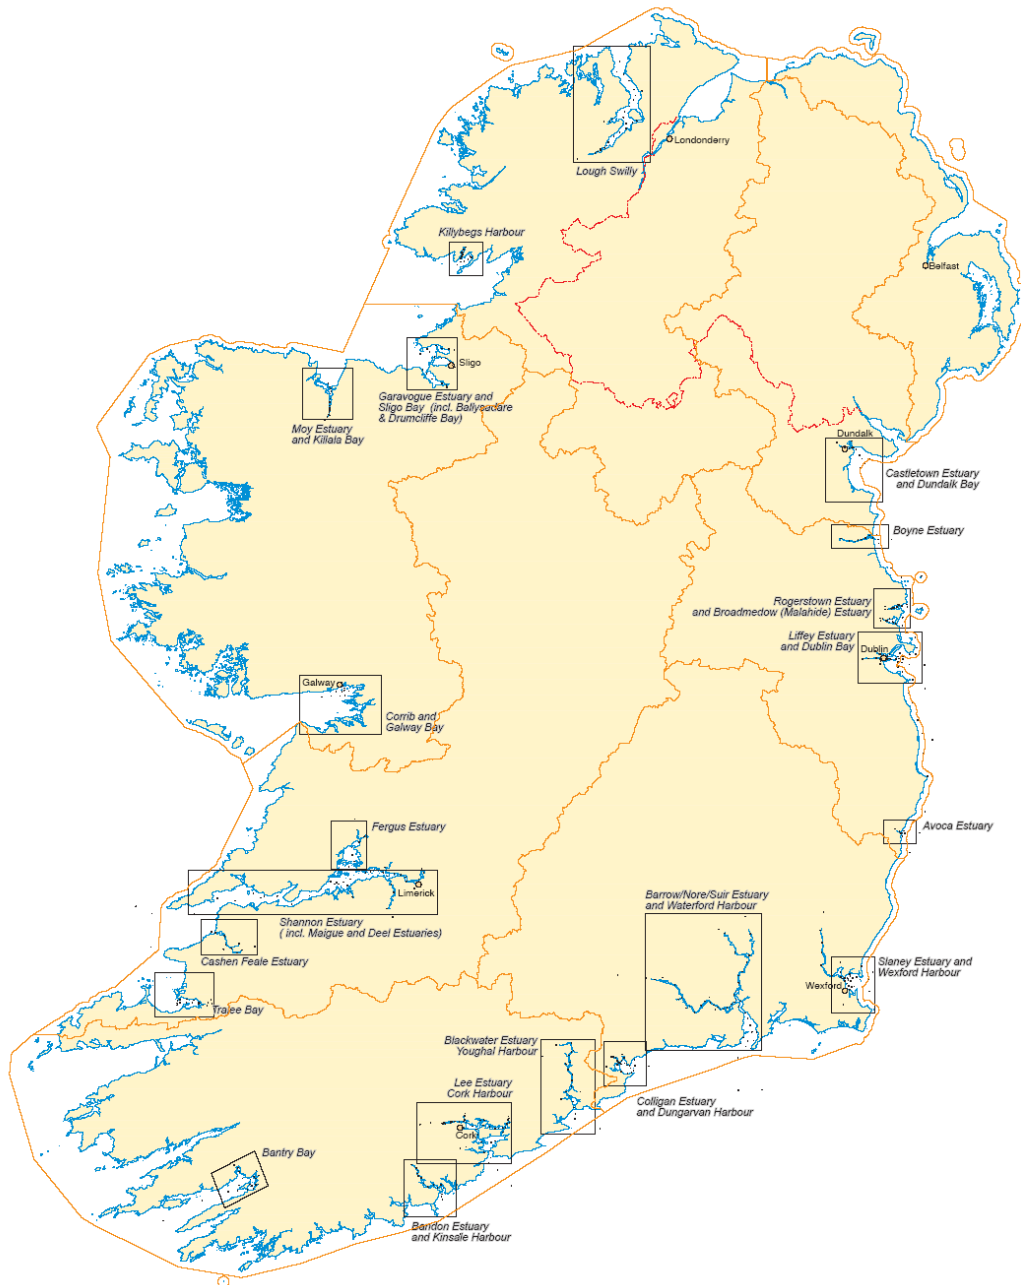 Londonderry
Lough Swilly
Killybegs Harbour
Belfast
Sligo
Garavogue Estuary and
Sligo Bay (incl. Ballysadare
& Drumcliffe Bay)
Moy Estuary
and Killala Bay
Dundalk
Castletown Estuary
and Dundalk Bay
Boyne Estuary
Rogerstown Estuary
and Broadmedow (Malahide) Estuary
Liffey Estuary
and Dublin Bay
Dublin
Galway
Corrib and
Galway Bay
Fergus Estuary
Avoca Estuary
Limerick
Shannon Estuary
( incl. Maigue and Deel Estuaries)
Barrow/Nore/Suir Estuary
and Waterford Harbour
Cashen Feale Estuary
Slaney Estuary and
Wexford Harbour
Wexford
Tralee Bay
Blackwater Estuary
Youghal Harbour
Lee Estuary
Cork Harbour
Colligan Estuary
and Dungarvan Harbour
Cork
Bantry Bay
Bandon Estuary
and Kinsale Harbour